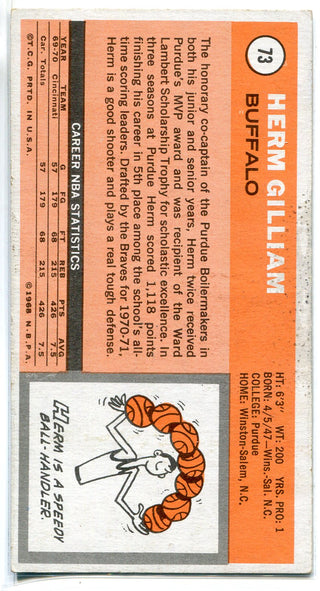 73
HERM GILLIAM
BUFFALO
HT: 6'3" WT: 200 YRS. PRO: 1
BORN: 4/5/47—Wins.-Sal. N.C.
COLLEGE: Purdue
HOME: Winston-Salem, N.C.
The honorary co-captain of the Purdue Boilermakers in
both his junior and senior years, Herm twice received
Purdue's MVP award and was recipient of the Ward
Lambert Scholarship Trophy for scholastic excellence. In
three seasons at Purdue Herm scored 1,118 points
finishing his career in 5th place among the school's all-
time scoring leaders. Drafted by the Braves for 1970-71,
Herm is a good shooter and plays a real tough defense.
HERM IS A SPEEDY
BALL-HANDLER.
CAREER NBA STATISTICS
YEAR TEAM G FG FT REB PTS AVG
69-70 Cincinnati 57 179 68 215 426 7.5
Car. Totals 57 179 68 215 426 7.5
©T.C.G. PRTD. IN U.S.A. ©1968 N.B.P.A.